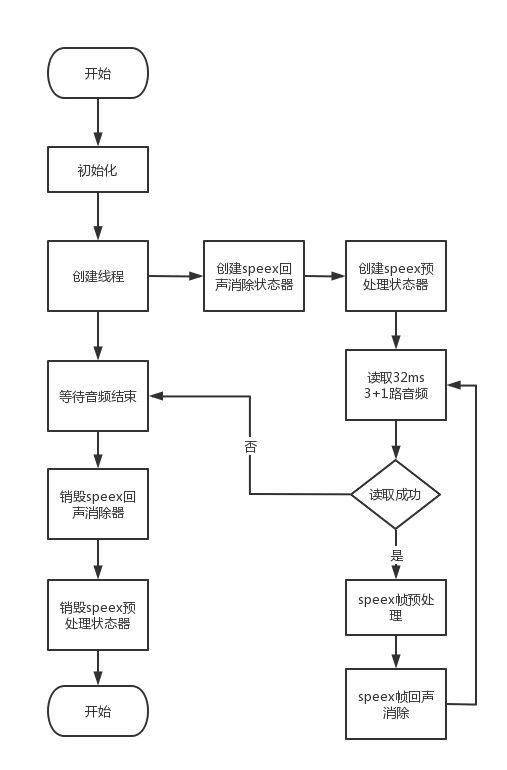 开始
初始化
创建线程
创建speex回
声消除状态器
创建speex预
处理状态器
等待音频结束
读取32ms
3+1路音频
否
读取成功
销毁speex回
声消除器
是
销毁speex预
处理状态器
speex帧预处
理
开始
speex帧回声
消除